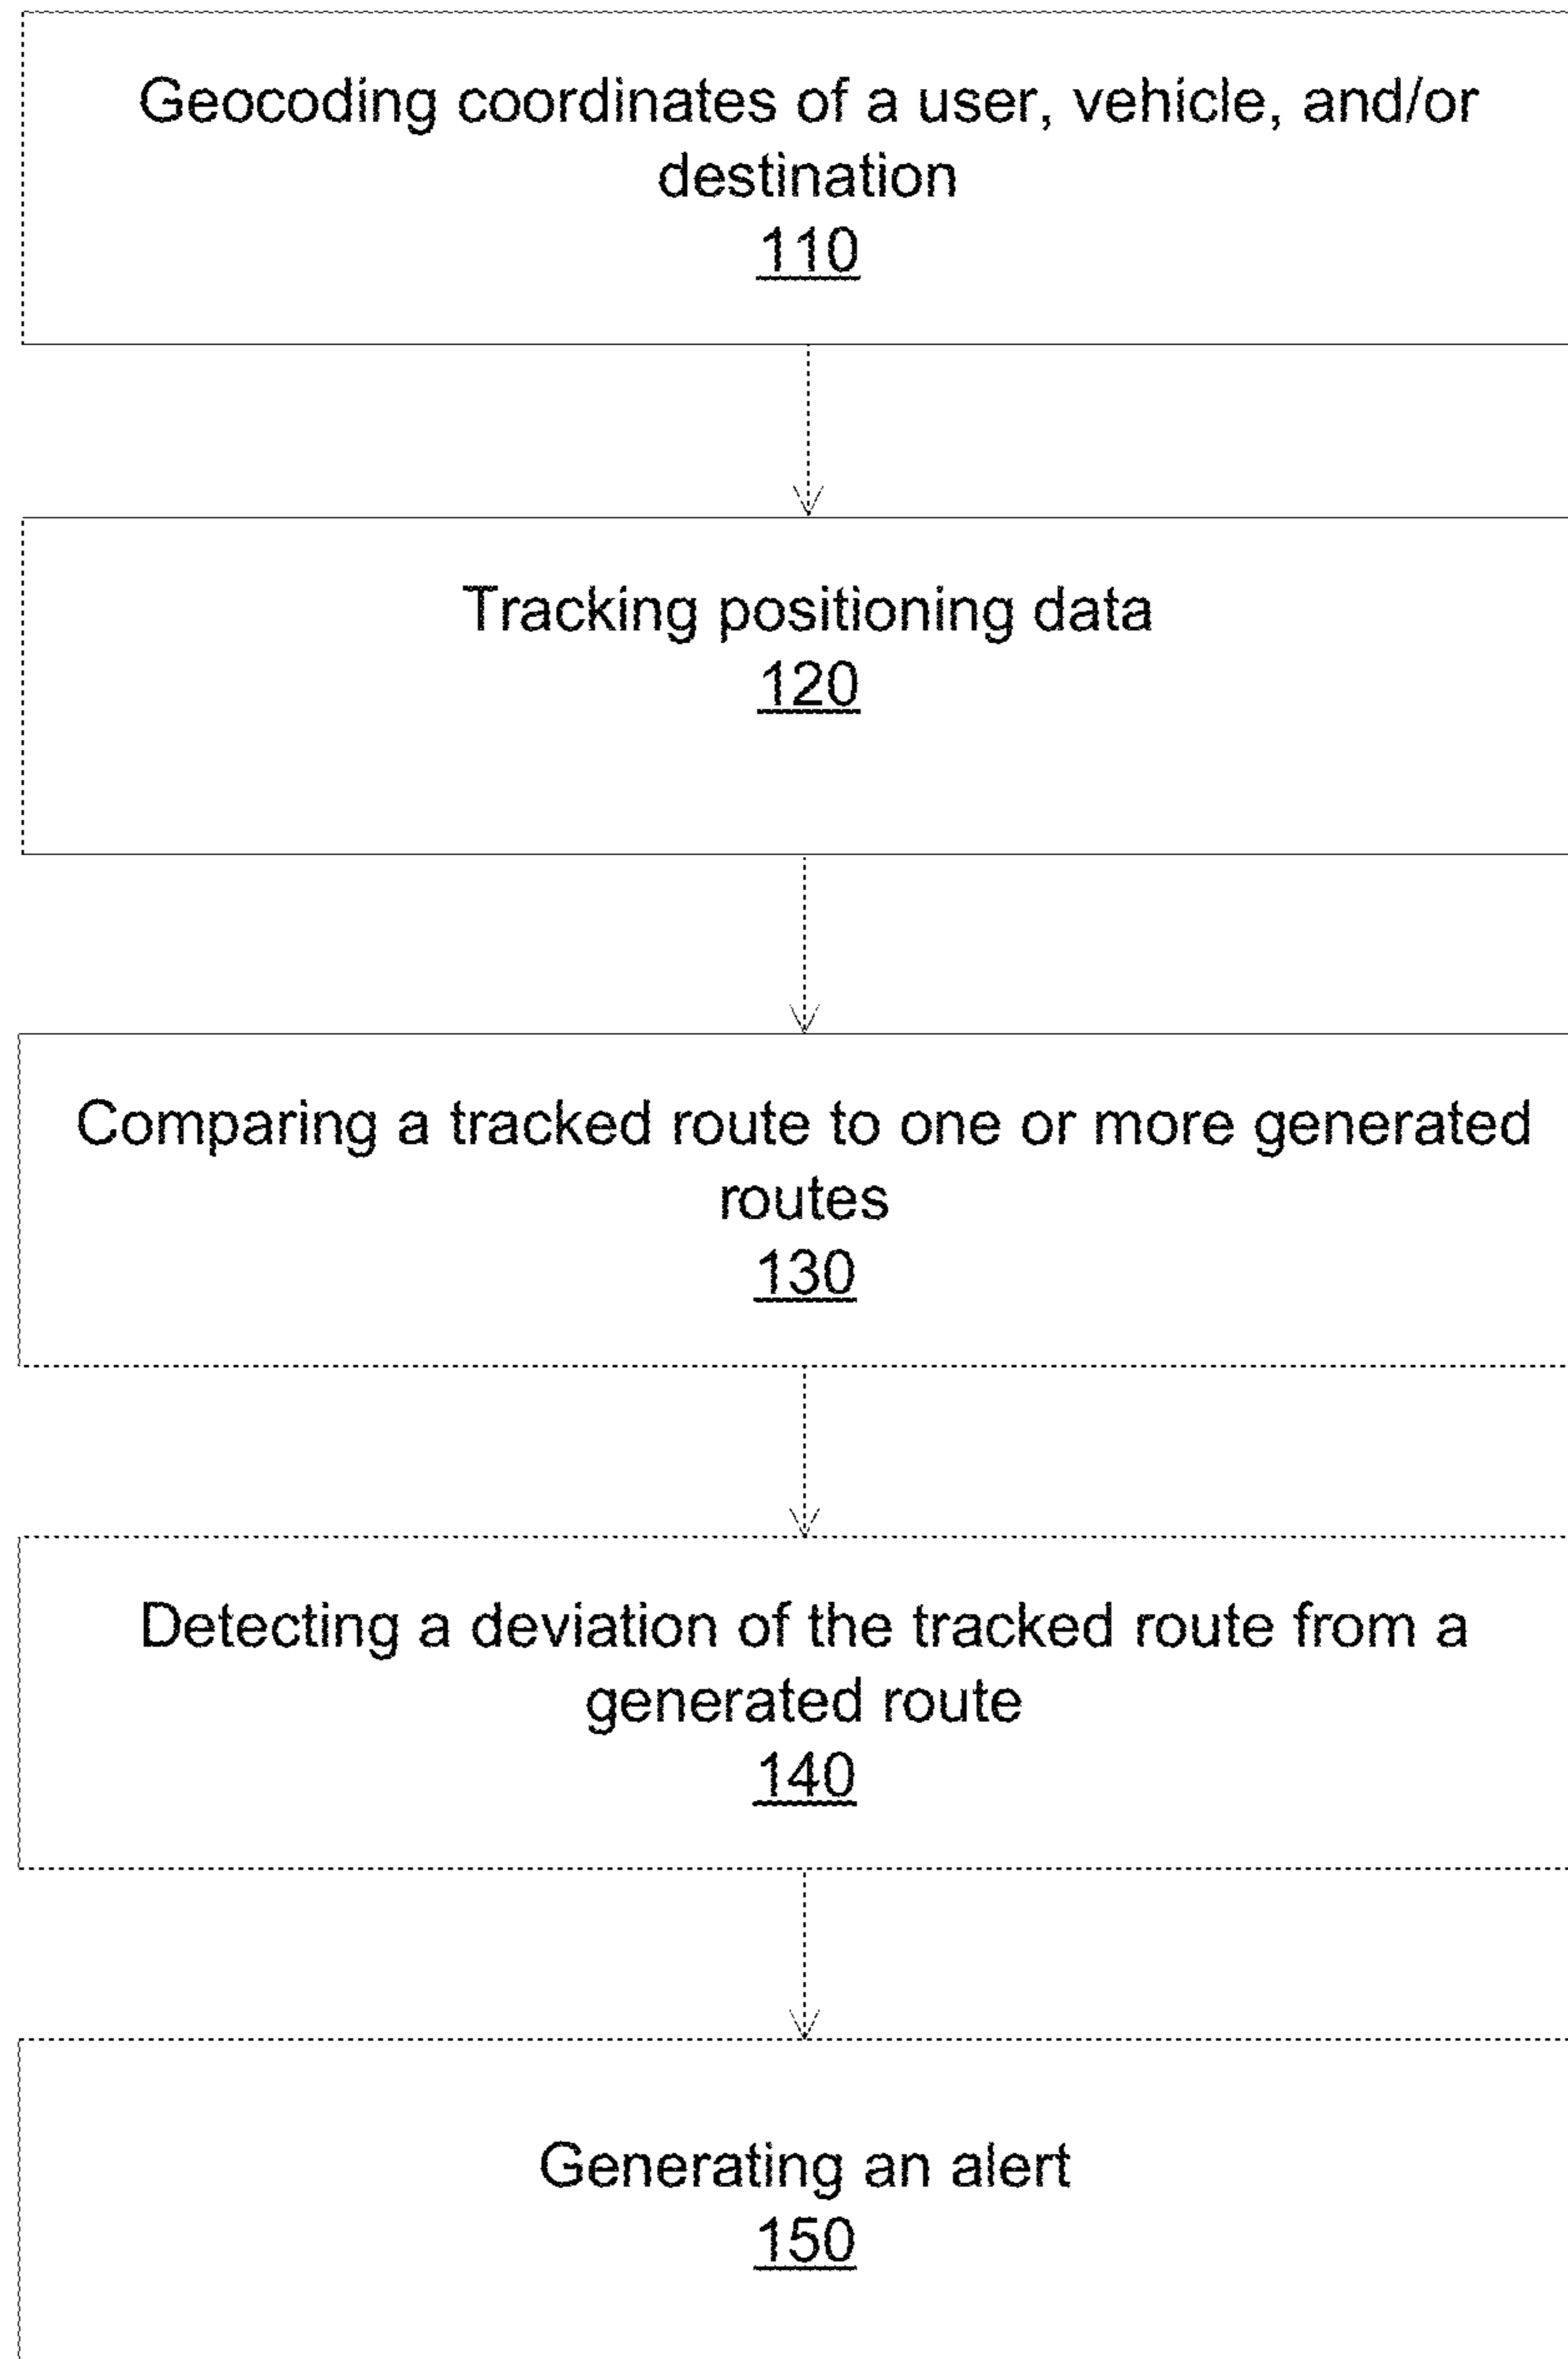 Geocoding coordinates of a user, vehicle, and/or
destination
110
Tracking positioning data
120
Comparing a tracked route to one or more generated
routes
130
Detecting a deviation of the tracked route from a
generated route
140
Generating an alert
150